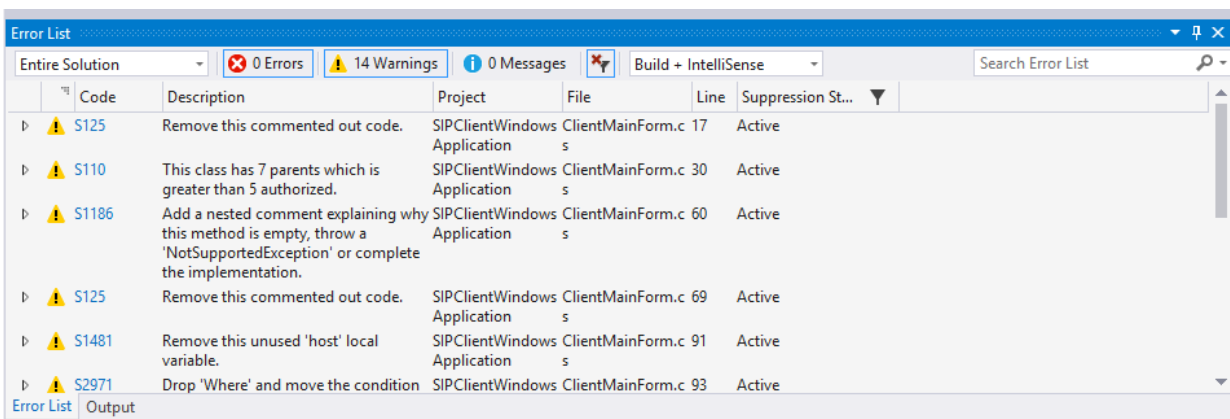 Error List
Entire Solution 0 Errors 14 Warnings 0 Messages Build + IntelliSense Search Error List
Code Description Project File Line Suppression St...
S125 Remove this commented out code. SIPClientWindows ClientMainForm.c 17 Active
Application s
S110 This class has 7 parents which is SIPClientWindows ClientMainForm.c 30 Active
greater than 5 authorized. Application s
S1186 Add a nested comment explaining why SIPClientWindows ClientMainForm.c 60 Active
this method is empty, throw a Application s
'NotSupportedException' or complete
the implementation.
S125 Remove this commented out code. SIPClientWindows ClientMainForm.c 69 Active
Application s
S1481 Remove this unused 'host' local SIPClientWindows ClientMainForm.c 91 Active
variable. Application s
S2971 Drop 'Where' and move the condition SIPClientWindows ClientMainForm.c 93 Active
Error List Output